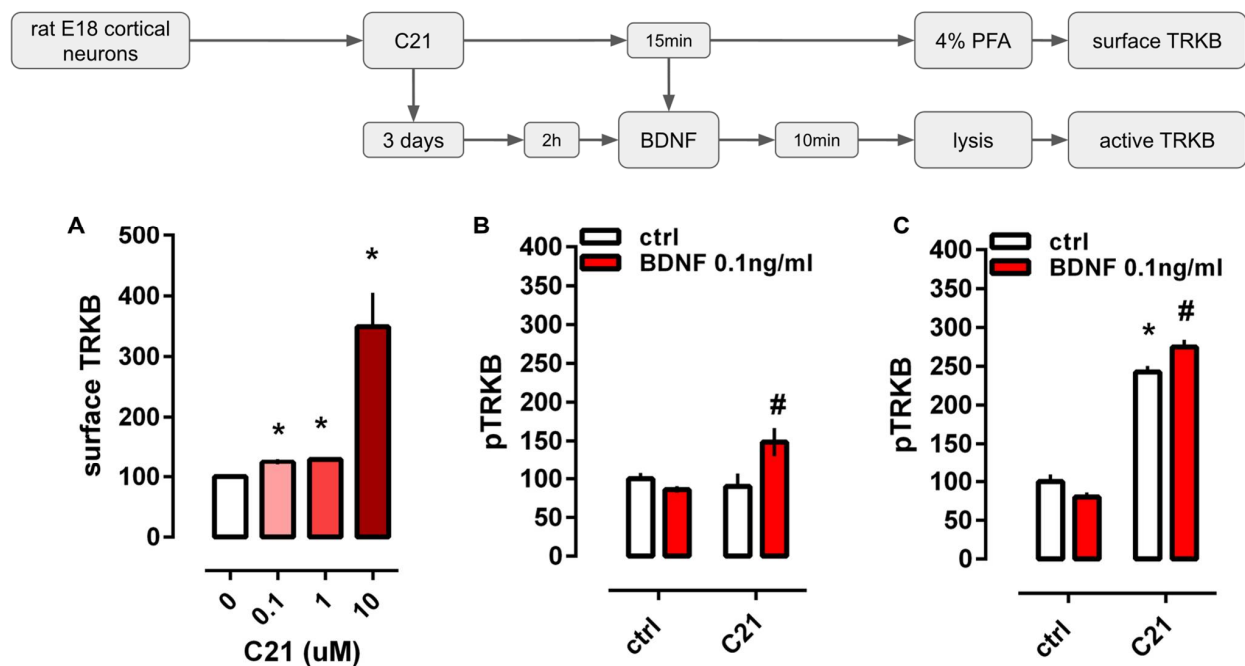 rat E18 cortical
neurons
C21
15min
4% PFA
surface TRKB
3 days
2h
BDNF
10min
lysis
active TRKB
A
surface TRKB
500
400
300
200
100
0
*
*
*
0
0.1
1
10
C21 (uM)
B
pTRKB
400
350
300
250
200
150
100
50
0
ctrl
BDNF 0.1ng/ml
#
ctrl
C21
C
pTRKB
400
350
300
250
200
150
100
50
0
ctrl
BDNF 0.1ng/ml
*
#
ctrl
C21